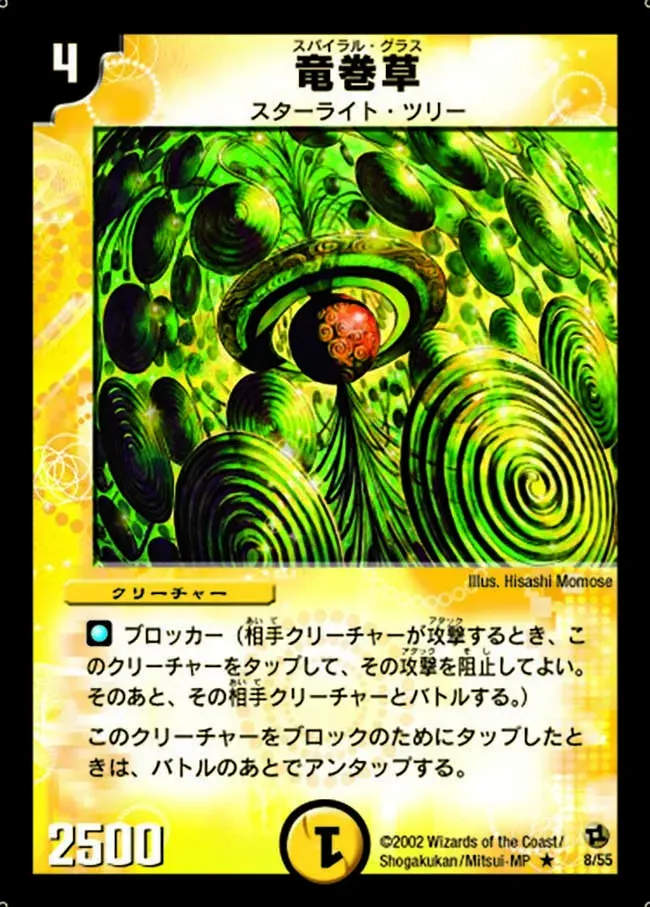 4
スパイラル・グラス
竜巻草
スターライト・ツリー
Illus. Hisashi Momose
クリーチャー
ブロッカー（相手クリーチャーが攻撃するとき、こ
のクリーチャーをタップして、その攻撃を阻止してよい。
そのあと、その相手クリーチャーとバトルする。）
このクリーチャーをブロックのためにタップしたと
きは、バトルのあとでアンタップする。
2500
1
©2002 Wizards of the Coast/
Shogakukan/Mitsui-MP ★ 8/55